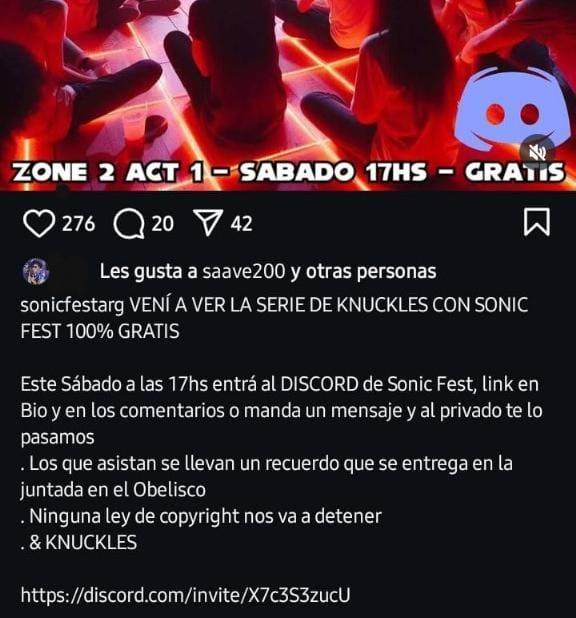 ZONE 2 ACT 1 - SABADO 17HS - GRATIS
276 20 42
Les gusta a saave200 y otras personas
sonicfestarg VENÍ A VER LA SERIE DE KNUCKLES CON SONIC
FEST 100% GRATIS
Este Sábado a las 17hs entrá al DISCORD de Sonic Fest, link en
Bio y en los comentarios o manda un mensaje y al privado te lo
pasamos
. Los que asistan se llevan un recuerdo que se entrega en la
juntada en el Obelisco
. Ninguna ley de copyright nos va a detener
. & KNUCKLES
https://discord.com/invite/X7c3S3zucU